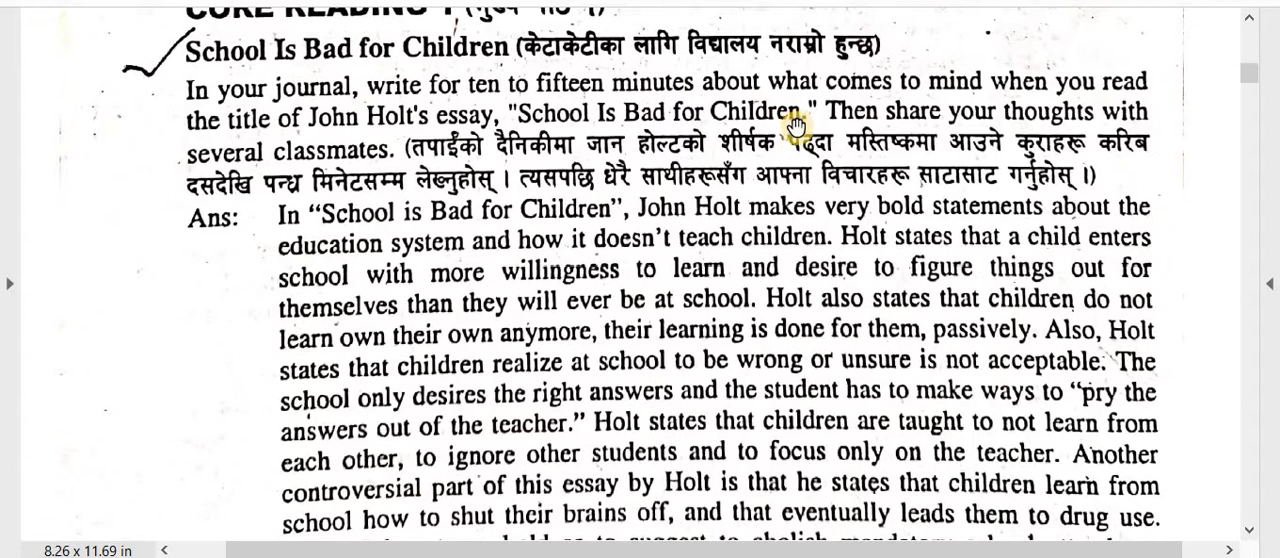 CORE READING 1 (मुख्य पाठ १)
School Is Bad for Children (केटाकेटीका लागि विद्यालय नराम्रो हुन्छ)
In your journal, write for ten to fifteen minutes about what comes to mind when you read
the title of John Holt's essay, "School Is Bad for Children." Then share your thoughts with
several classmates. (तपाईंको दैनिकीमा जान होल्टको शीर्षक पढ्दा मस्तिष्कमा आउने कुराहरू करिब
दसदेखि पन्ध्र मिनेटसम्म लेख्नुहोस् । त्यसपछि धेरै साथीहरूसँग आफ्ना विचारहरू साटासाट गर्नुहोस् ।)
Ans: In “School is Bad for Children”, John Holt makes very bold statements about the
education system and how it doesn’t teach children. Holt states that a child enters
school with more willingness to learn and desire to figure things out for
themselves than they will ever be at school. Holt also states that children do not
learn own their own anymore, their learning is done for them, passively. Also, Holt
states that children realize at school to be wrong or unsure is not acceptable. The
school only desires the right answers and the student has to make ways to “pry the
answers out of the teacher.” Holt states that children are taught to not learn from
each other, to ignore other students and to focus only on the teacher. Another
controversial part of this essay by Holt is that he states that children learn from
school how to shut their brains off, and that eventually leads them to drug use.
8.26 x 11.69 in